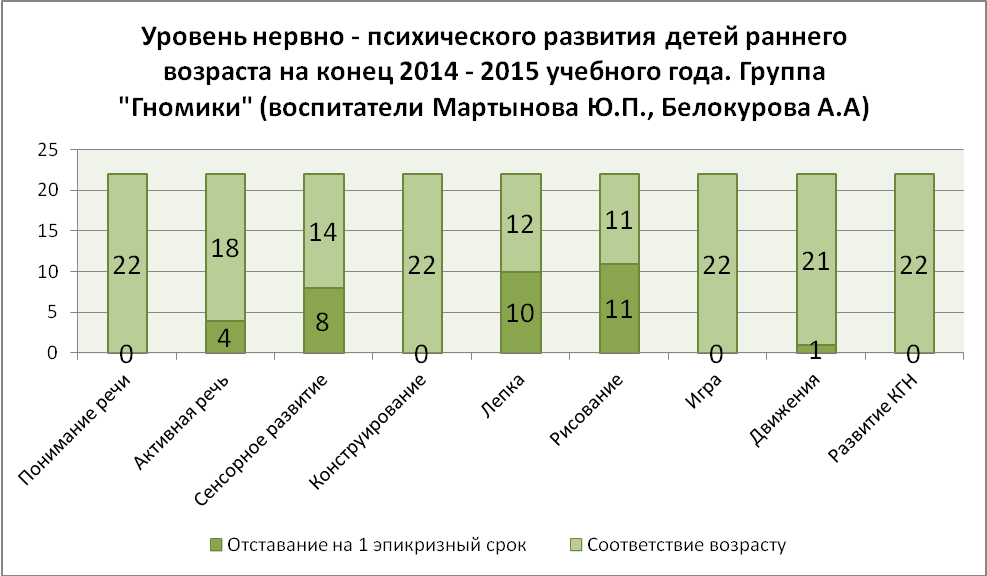 Уровень нервно - психического развития детей раннего
возраста на конец 2014 - 2015 учебного года. Группа
"Гномики" (воспитатели Мартынова Ю.П., Белокурова А.А)
25
20
15
10
5
0
22
18
14
22
12
11
22
21
22
0
4
8
0
10
11
0
1
0
Понимание речи
Активная речь
Сенсорное развитие
Конструирование
Лепка
Рисование
Игра
Движения
Развитие КГН
Отставание на 1 эпикризный срок
Соответствие возрасту